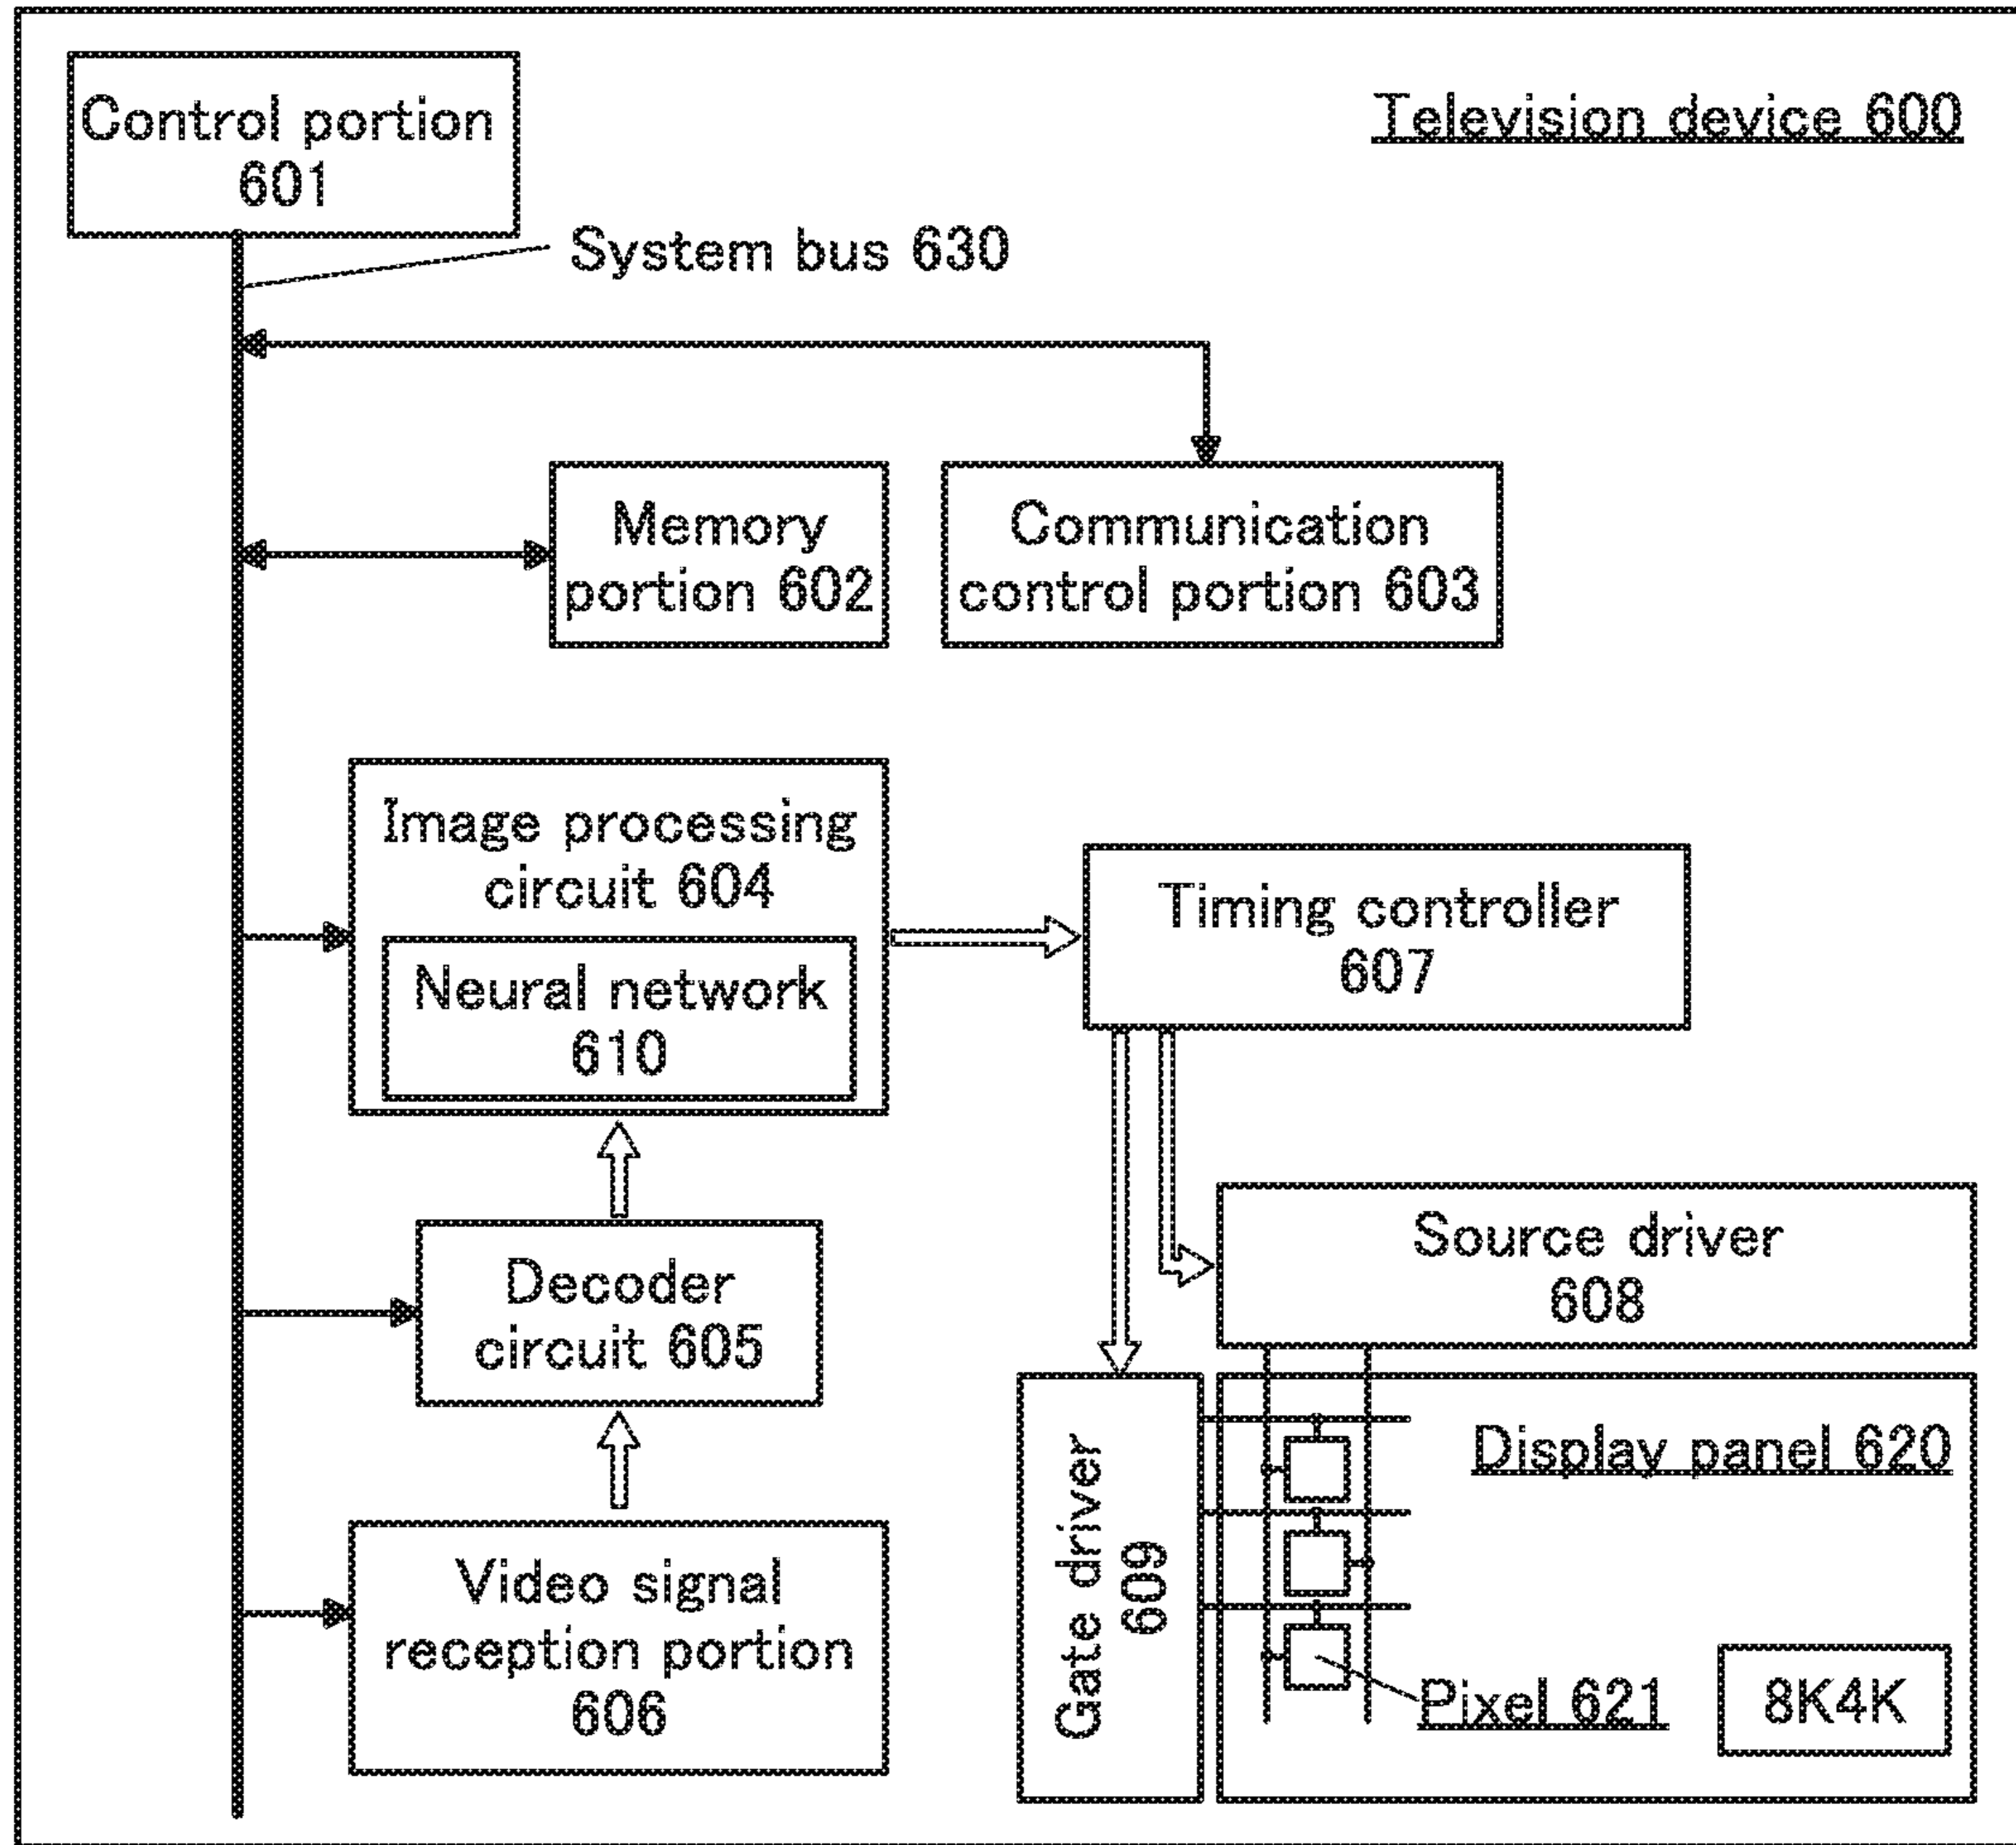 Control portion
601
Television device 600
System bus 630
Memory
portion 602
Communication
control portion 603
Image processing
circuit 604
Neural network
610
Timing controller
607
Decoder
circuit 605
Source driver
608
Video signal
reception portion
606
Gate driver
609
Display panel 620
Pixel 621
8K4K